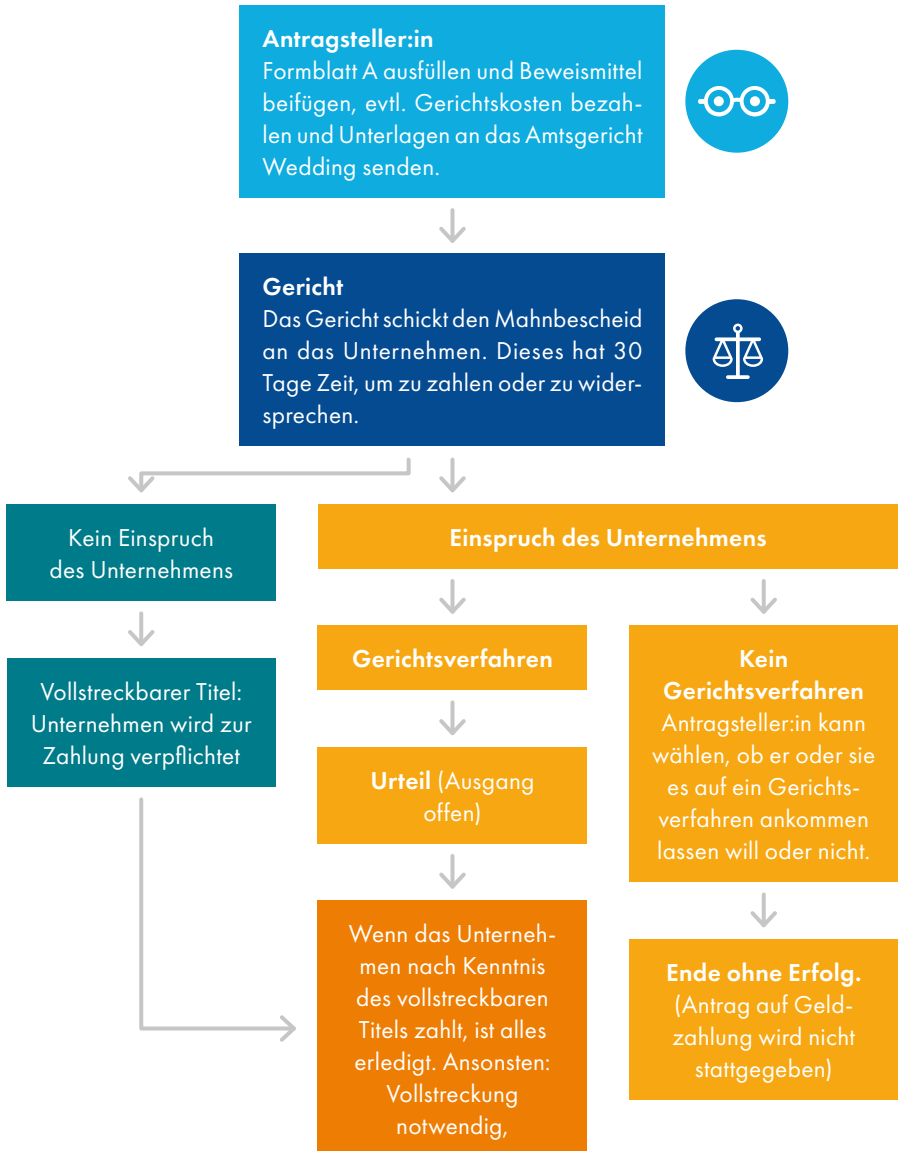 Antragsteller:in
Formblatt A ausfüllen und Beweismittel
beifügen, evtl. Gerichtskosten bezah-
len und Unterlagen an das Amtsgericht
Wedding senden.
Gericht
Das Gericht schickt den Mahnbescheid
an das Unternehmen. Dieses hat 30
Tage Zeit, um zu zahlen oder zu wider-
sprechen.
Kein Einspruch
des Unternehmens
Vollstreckbarer Titel:
Unternehmen wird zur
Zahlung verpflichtet
Einspruch des Unternehmens
Gerichtsverfahren
Urteil (Ausgang
offen)
Wenn das Unterneh-
men nach Kenntnis
des vollstreckbaren
Titels zahlt, ist alles
erledigt. Ansonsten:
Vollstreckung
notwendig,
Kein
Gerichtsverfahren
Antragsteller:in kann
wählen, ob er oder sie
es auf ein Gerichts-
verfahren ankommen
lassen will oder nicht.
Ende ohne Erfolg.
(Antrag auf Geld-
zahlung wird nicht
stattgegeben)